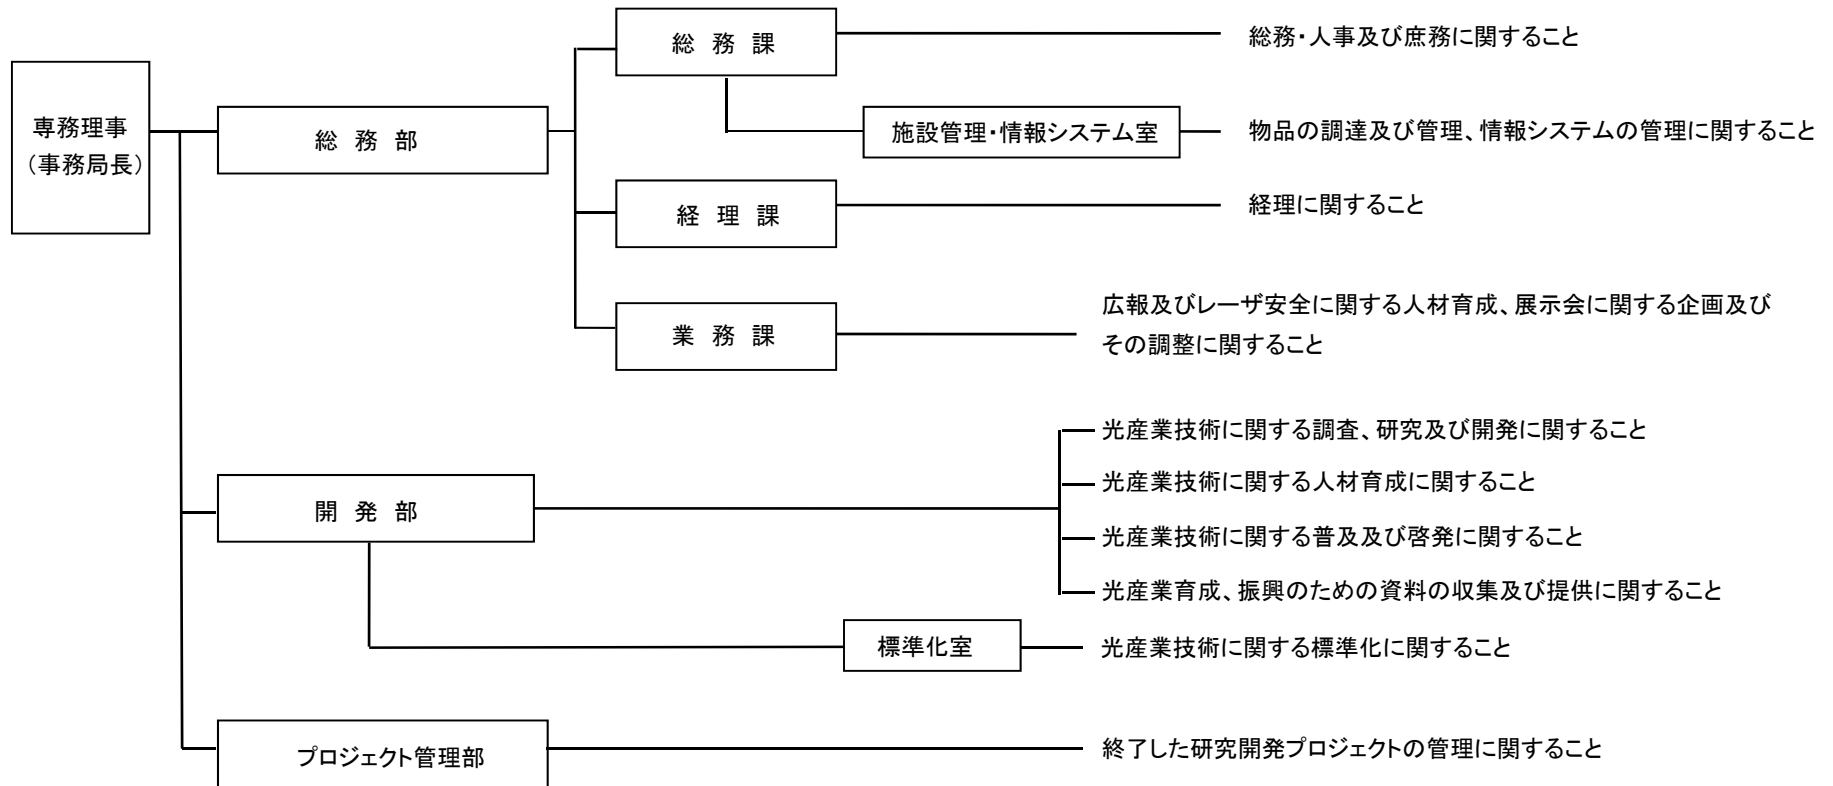 専務理事
（事務局長）
総 務 部
総 務 課
総務・人事及び庶務に関すること
施設管理・情報システム室
物品の調達及び管理、情報システムの管理に関すること
経 理 課
経理に関すること
業 務 課
広報及びレーザ安全に関する人材育成、展示会に関する企画及び
その調整に関すること
開 発 部
光産業技術に関する調査、研究及び開発に関すること
光産業技術に関する人材育成に関すること
光産業技術に関する普及及び啓発に関すること
光産業育成、振興のための資料の収集及び提供に関すること
標準化室
光産業技術に関する標準化に関すること
プロジェクト管理部
終了した研究開発プロジェクトの管理に関すること